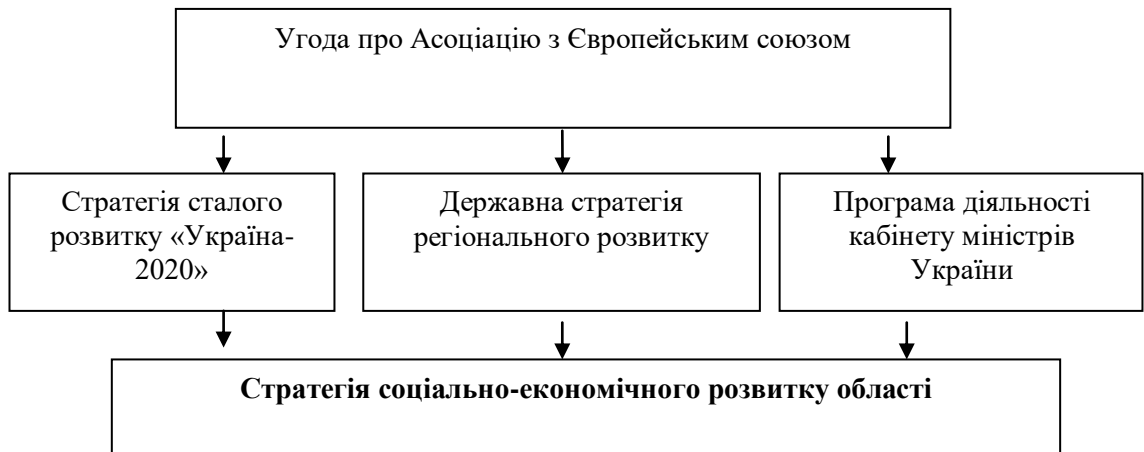 Угода про Асоціацію з Європейським союзом
Стратегія сталого
розвитку «Україна-
2020»
Державна стратегія
регіонального розвитку
Програма діяльності
кабінету міністрів
України
Стратегія соціально-економічного розвитку області